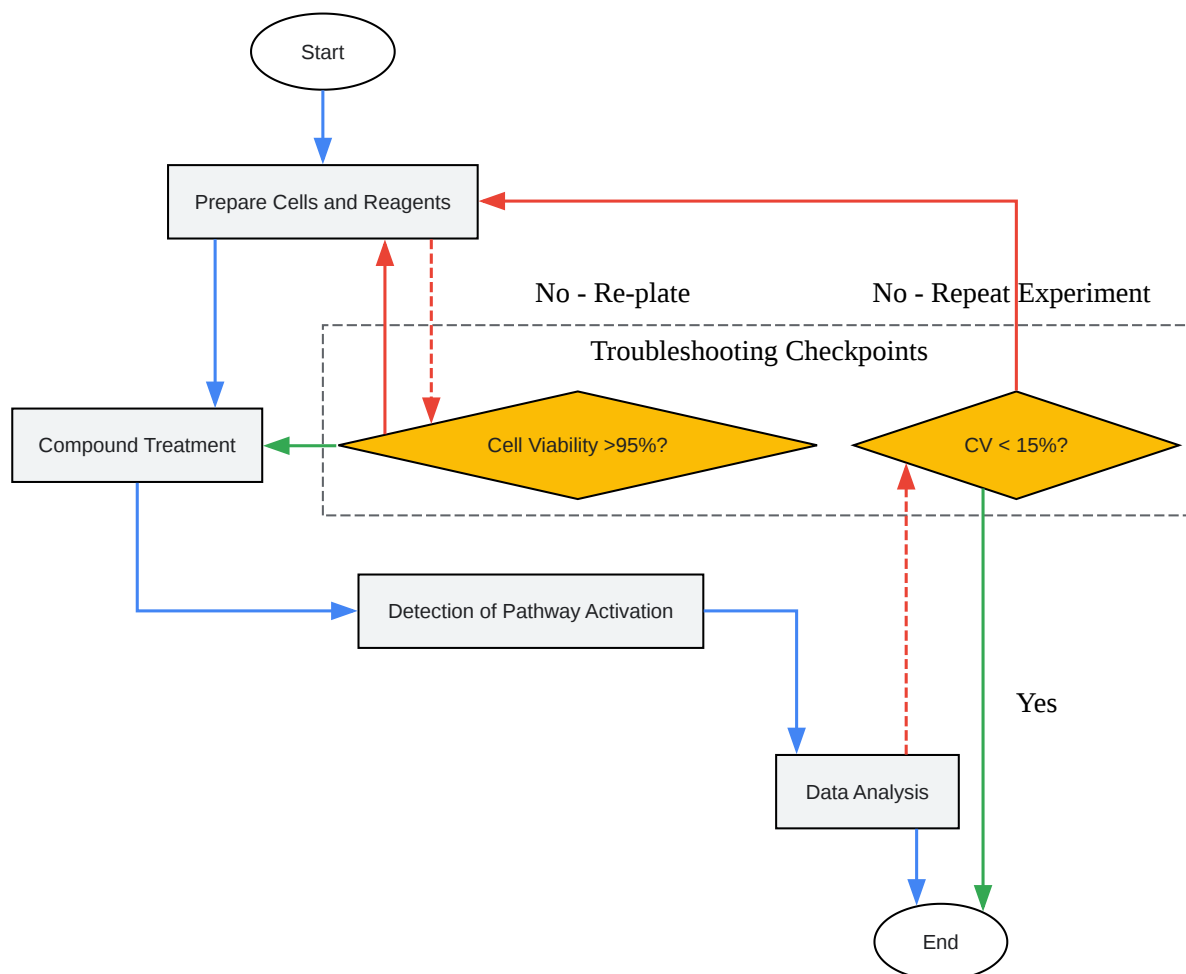 Start
Prepare Cells and Reagents
No - Re-plate
No - Repeat Experiment
Troubleshooting Checkpoints
Compound Treatment
Cell Viability >95%?
CV < 15%?
Detection of Pathway Activation
Yes
Data Analysis
End